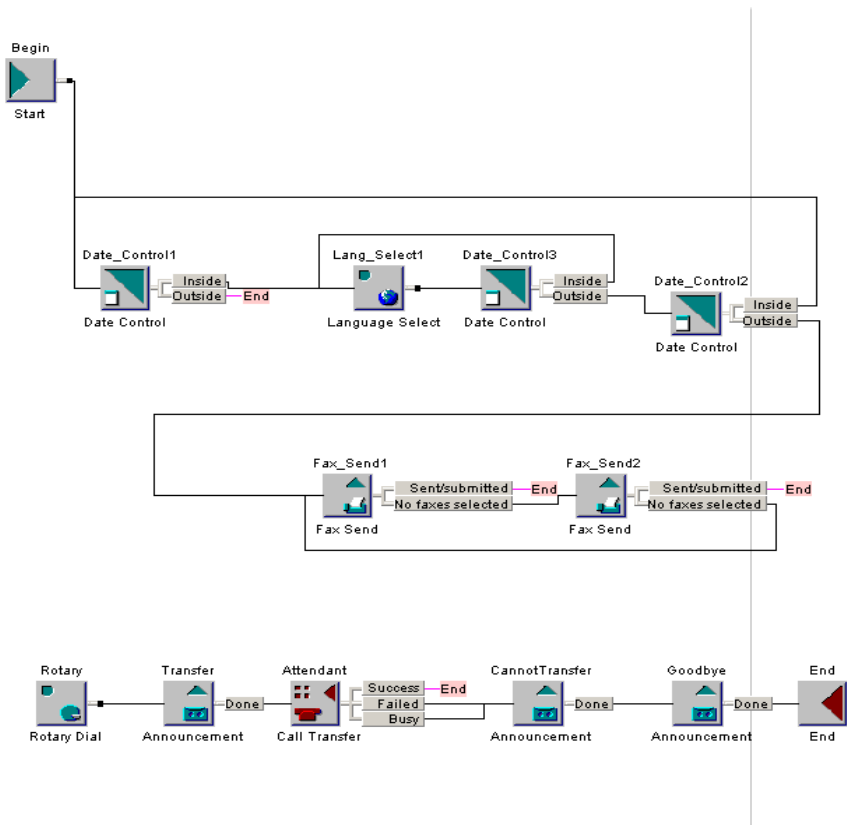 Begin
Start
Date_Control1
Inside
Outside
End
Date Control
Lang_Select1
Language Select
Date_Control3
Inside
Outside
Date Control
Date_Control2
Inside
Outside
Date Control
Fax_Send1
Sent/submitted
End
No faxes selected
Fax Send
Fax_Send2
Sent/submitted
End
No faxes selected
Fax Send
Rotary
Rotary Dial
Transfer
Done
Announcement
Attendant
Success
End
Failed
Busy
Call Transfer
CannotTransfer
Done
Announcement
Goodbye
Done
Announcement
End
End